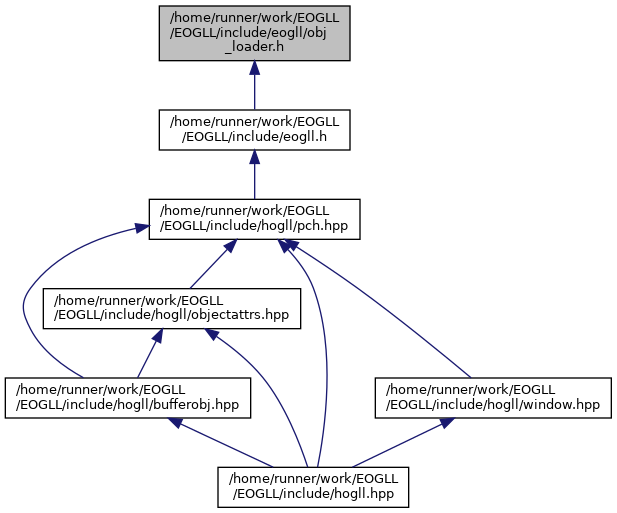 /home/runner/work/EOGLL
/EOGLL/include/eogll/obj
_loader.h
/home/runner/work/EOGLL
/EOGLL/include/eogll.h
/home/runner/work/EOGLL
/EOGLL/include/hogll/pch.hpp
/home/runner/work/EOGLL
/EOGLL/include/hogll/objectattrs.hpp
/home/runner/work/EOGLL
/EOGLL/include/hogll/bufferobj.hpp
/home/runner/work/EOGLL
/EOGLL/include/hogll/window.hpp
/home/runner/work/EOGLL
/EOGLL/include/hogll.hpp